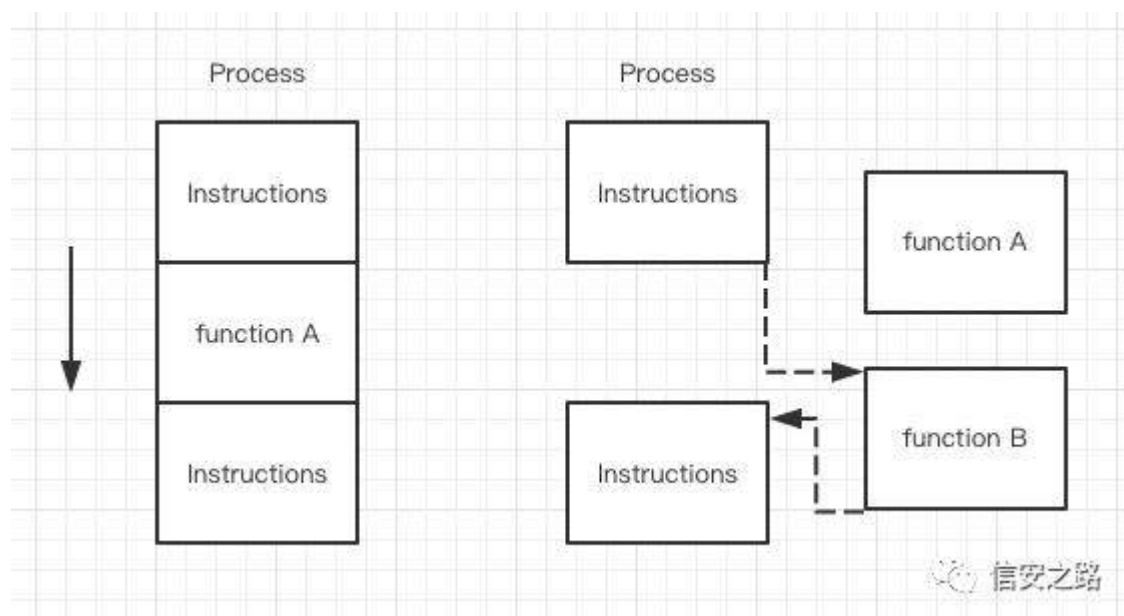 Process
Instructions
function A
Instructions
Process
Instructions
Instructions
function A
function B
信安之路